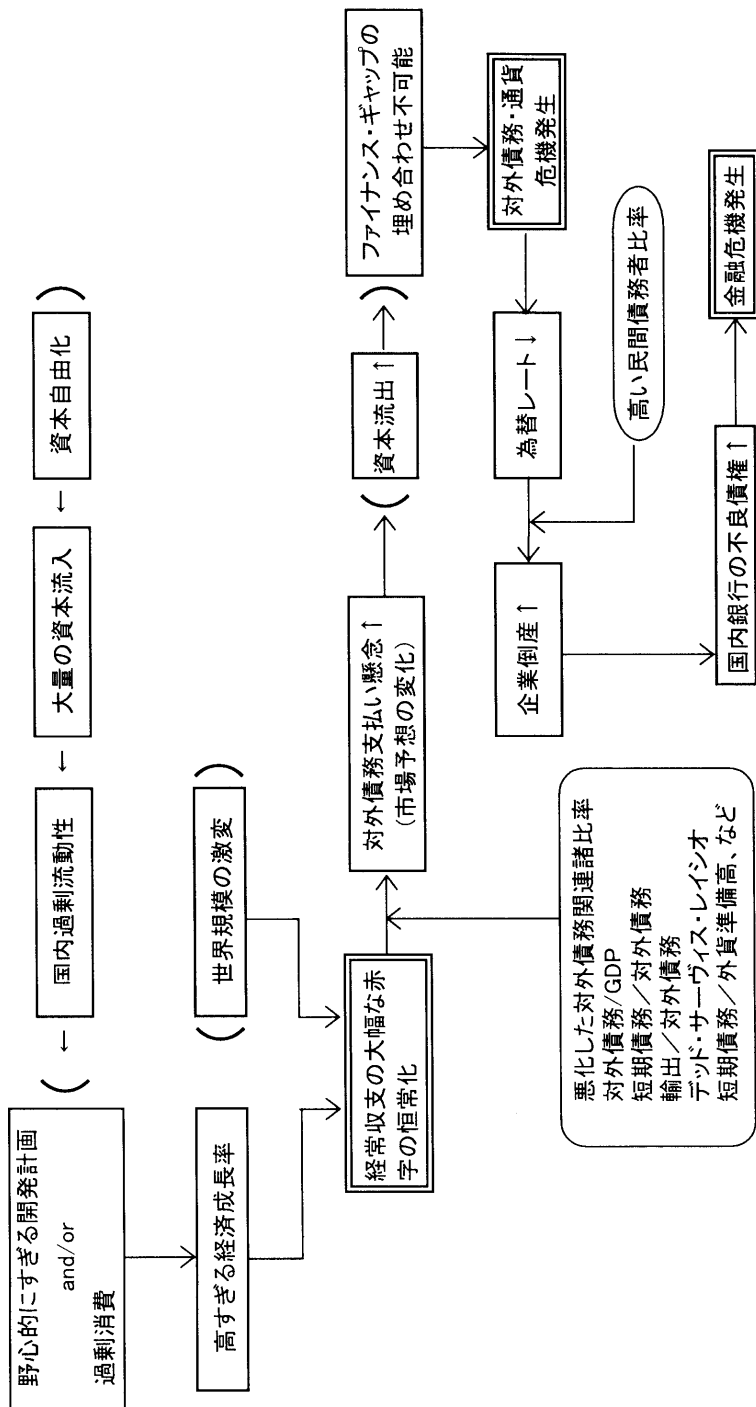 野心的にすぎる開発計画
and/or
過剰消費
(
←
国内過剰流動性
←
大量の資本流入
←
資本自由化
)
高すぎる経済成長率
(世界規模の激変)
経常収支の大幅な赤
字の恒常化
対外債務支払い懸念↑
(市場予想の変化)
(資本流出↑)
ファイナンス・ギャップの
埋め合わせ不可能
対外債務・通貨
危機発生
為替レート↓
企業倒産↑
高い民間債務者比率
悪化した対外債務関連諸比率
対外債務/GDP
短期債務/対外債務
輸出/対外債務
デッド・サーヴィス・レイシオ
短期債務/外貨準備高、など
国内銀行の不良債権↑
金融危機発生